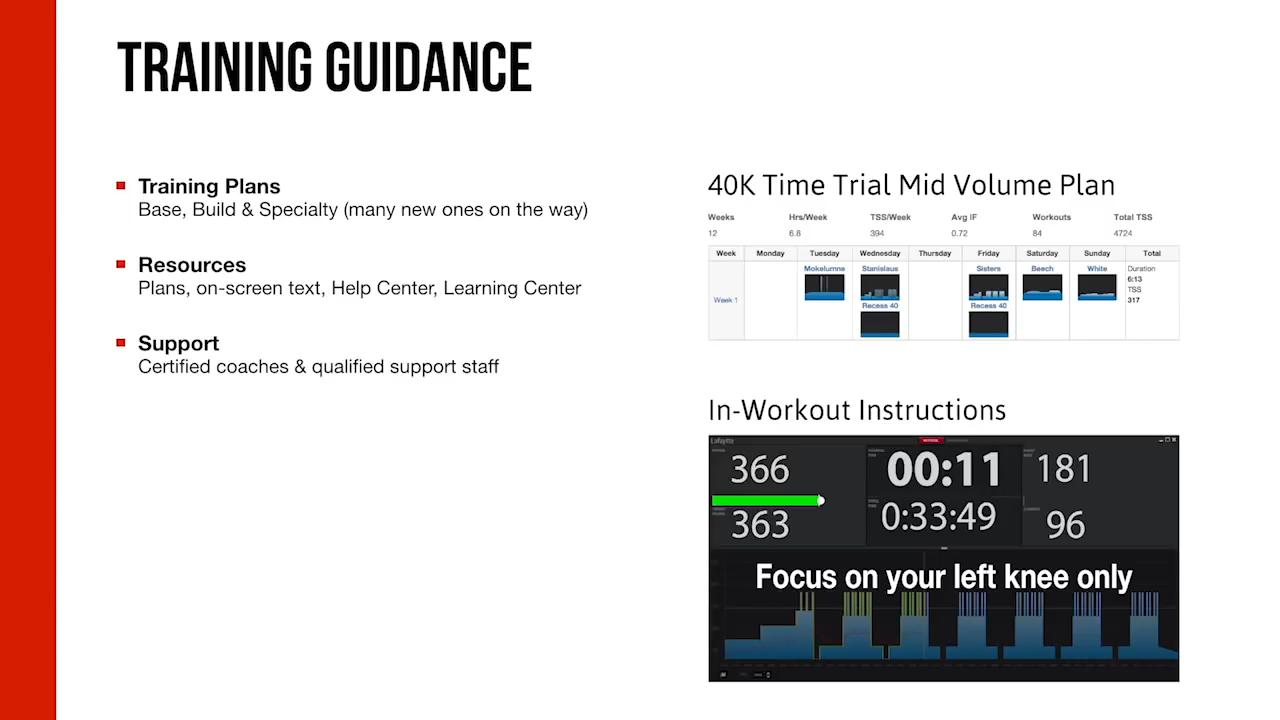 TRAINING GUIDANCE
Training Plans
Base, Build & Specialty (many new ones on the way)
Resources
Plans, on-screen text, Help Center, Learning Center
Support
Certified coaches & qualified support staff
40K Time Trial Mid Volume Plan
Weeks Hrs/Week TSS/Week Avg IF Workouts Total TSS
12 6.8 394 0.72 84 4724
Week Monday Tuesday Wednesday Thursday Friday Saturday Sunday Total
Mokelumne Stanislaus Sisters Beech White Duration
6:13
Week 1 TSS
317
Recess 40 Recess 40
In-Workout Instructions
Lafayette
366 00:11 181
363 0:33:49 96
Focus on your left knee only